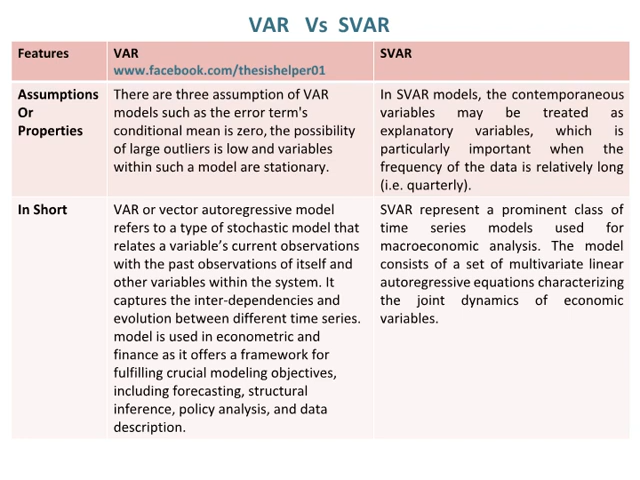 VAR Vs SVAR
Features
VAR
www.facebook.com/thesishelper01
SVAR
Assumptions
Or
Properties
There are three assumption of VAR
models such as the error term's
conditional mean is zero, the possibility
of large outliers is low and variables
within such a model are stationary.
In SVAR models, the contemporaneous
variables may be treated as
explanatory variables, which is
particularly important when the
frequency of the data is relatively long
(i.e. quarterly).
In Short
VAR or vector autoregressive model
refers to a type of stochastic model that
relates a variable’s current observations
with the past observations of itself and
other variables within the system. It
captures the inter-dependencies and
evolution between different time series.
model is used in econometric and
finance as it offers a framework for
fulfilling crucial modeling objectives,
including forecasting, structural
inference, policy analysis, and data
description.
SVAR represent a prominent class of
time series models used for
macroeconomic analysis. The model
consists of a set of multivariate linear
autoregressive equations characterizing
the joint dynamics of economic
variables.